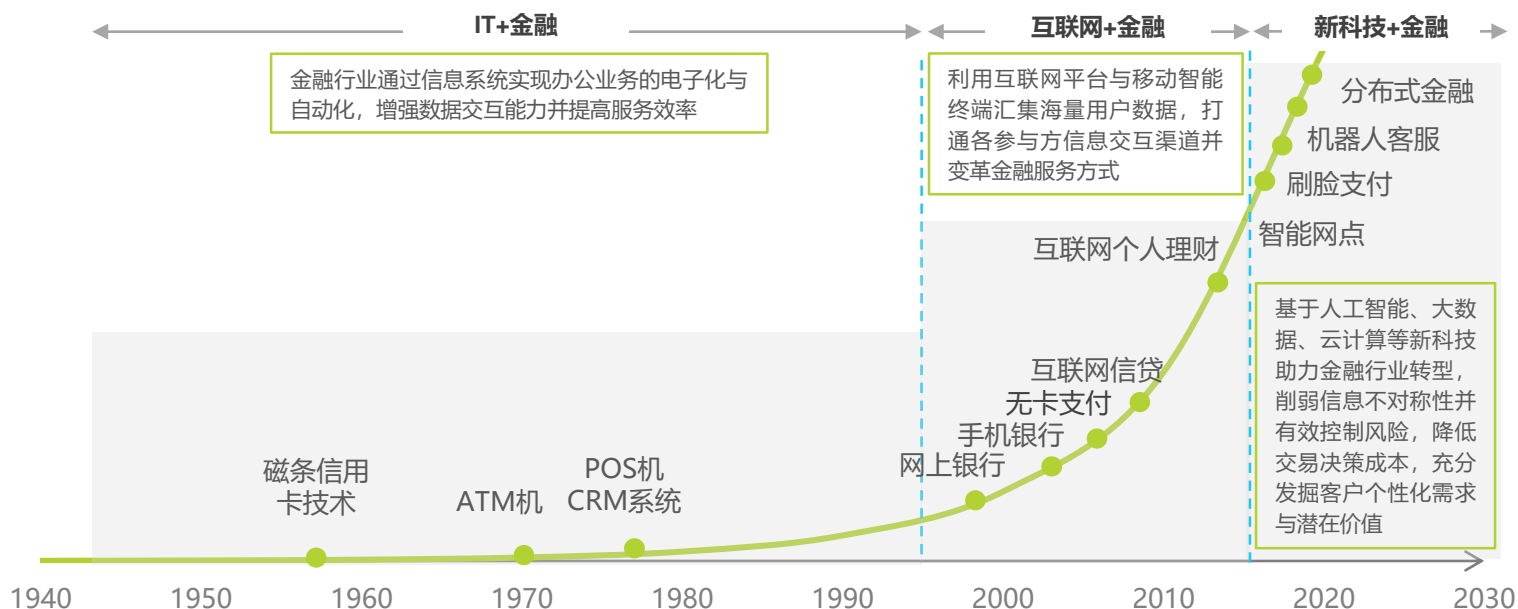 IT+金融
互联网+金融
新科技+金融
金融行业通过信息系统实现办公业务的电子化与
自动化，增强数据交互能力并提高服务效率
利用互联网平台与移动智能
终端汇集海量用户数据，打
通各参与方信息交互渠道并
变革金融服务方式
分布式金融
机器人客服
刷脸支付
智能网点
互联网个人理财
互联网信贷
无卡支付
手机银行
网上银行
POS机
CRM系统
ATM机
磁条信用
卡技术
基于人工智能、大数
据、云计算等新科技
助力金融行业转型，
削弱信息不对称性并
有效控制风险，降低
交易决策成本，充分
发掘客户个性化需求
与潜在价值
1940 1950 1960 1970 1980 1990 2000 2010 2020 2030